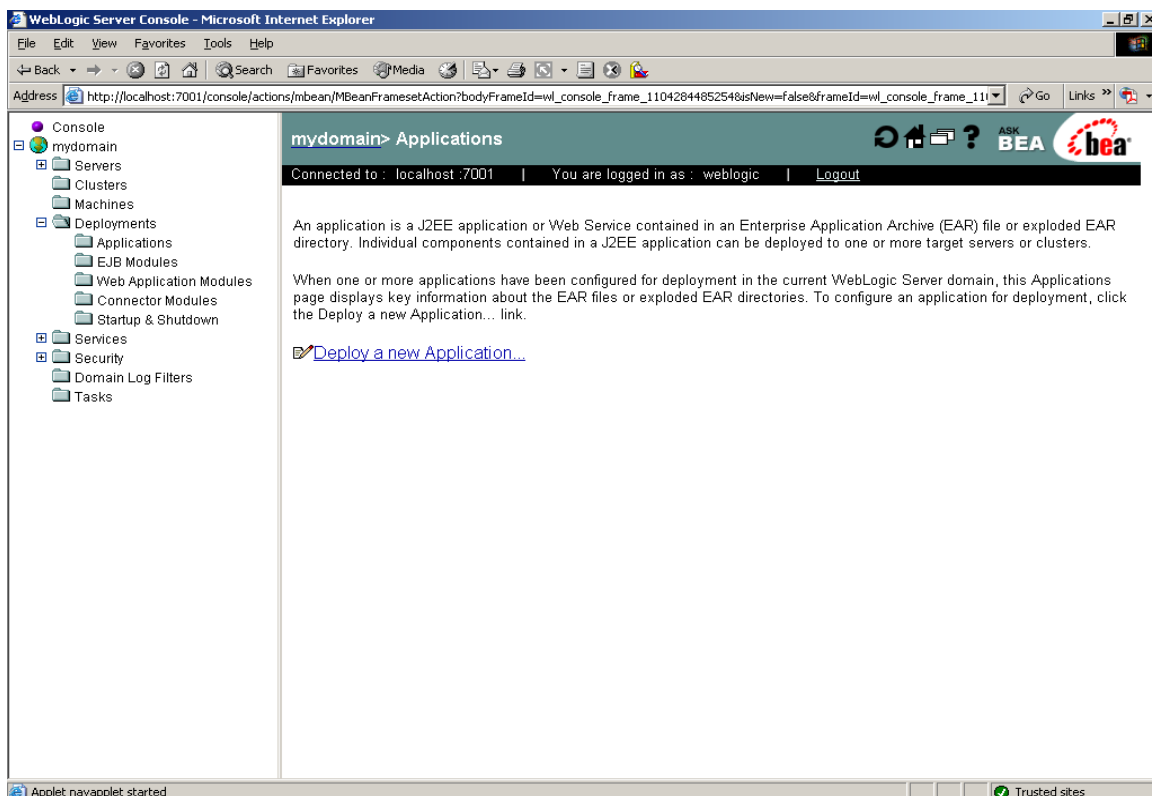 WebLogic Server Console - Microsoft Internet Explorer
File Edit View Favorites Tools Help
Back Search Favorites Media
Address http://localhost:7001/console/actions/mbean/MBeanFramesetAction?bodyFrameId=wl_console_frame_1104284485254&isNew=false&frameId=wl_console_frame_11 Go Links »
Console
mydomain
Servers
Clusters
Machines
Deployments
Applications
EJB Modules
Web Application Modules
Connector Modules
Startup & Shutdown
Services
Security
Domain Log Filters
Tasks
mydomain> Applications
? ASK BEA bea
Connected to : localhost :7001 | You are logged in as : weblogic | Logout
An application is a J2EE application or Web Service contained in an Enterprise Application Archive (EAR) file or exploded EAR
directory. Individual components contained in a J2EE application can be deployed to one or more target servers or clusters.
When one or more applications have been configured for deployment in the current WebLogic Server domain, this Applications
page displays key information about the EAR files or exploded EAR directories. To configure an application for deployment, click
the Deploy a new Application... link.
Deploy a new Application...
Applet navapplet started
Trusted sites